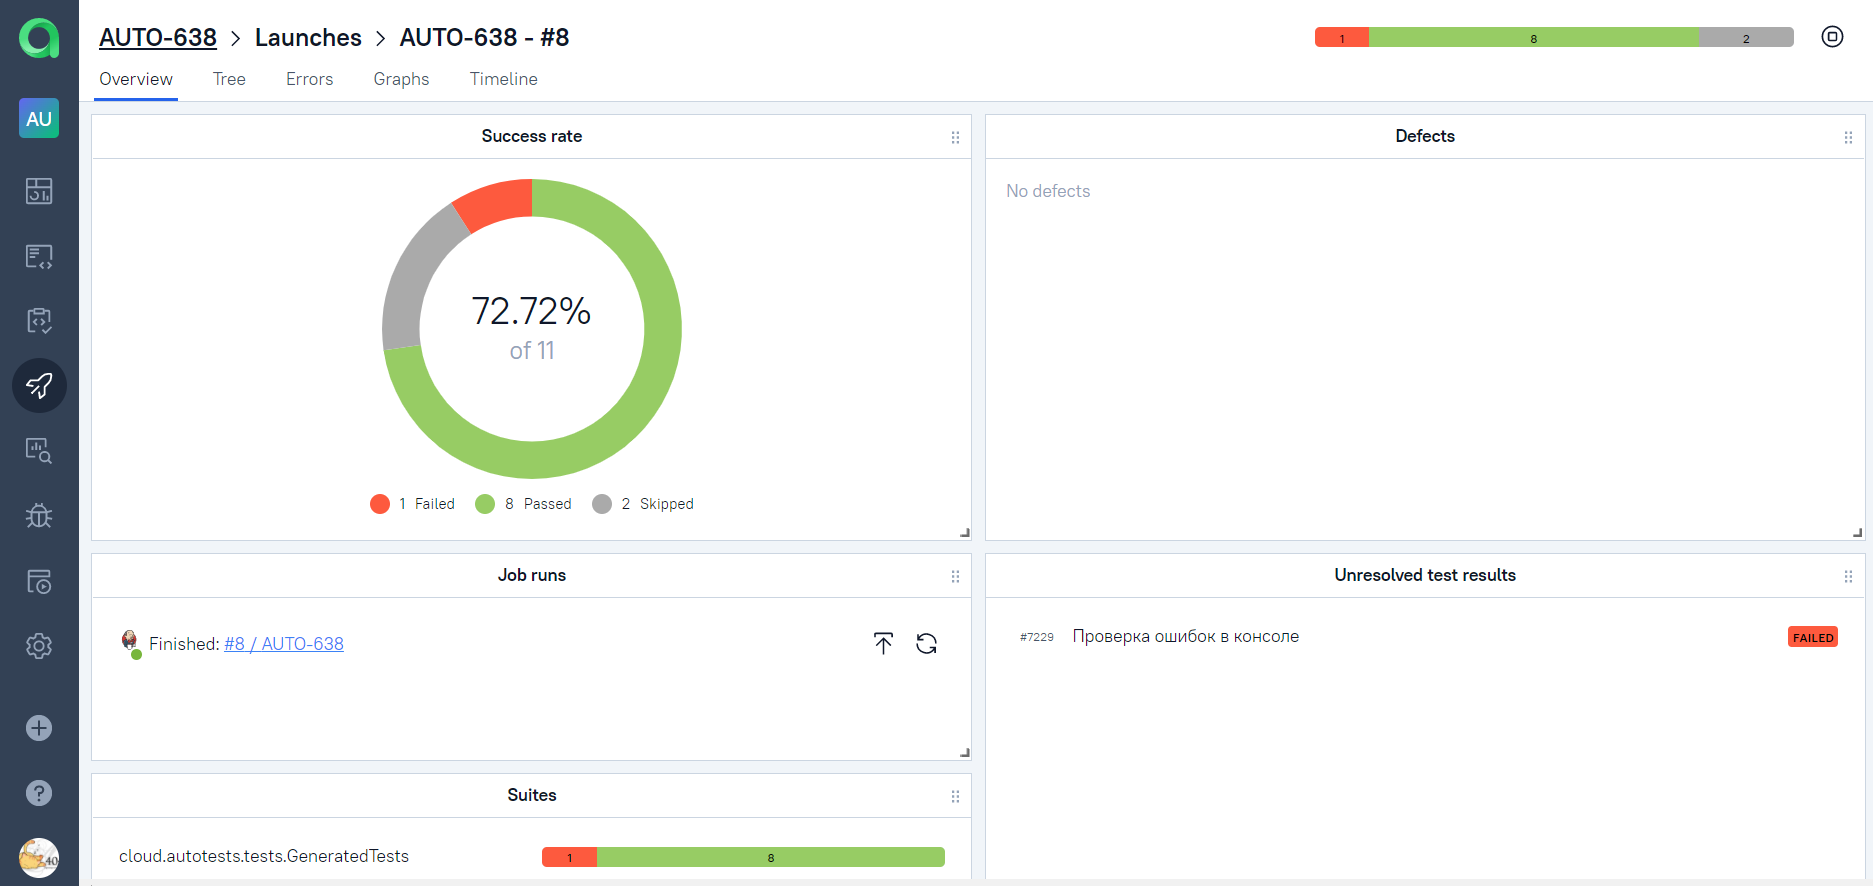 AUTO-638 > Launches > AUTO-638 - #8
1 8 2
Overview Tree Errors Graphs Timeline
AU
Success rate
72.72%
of 11
1 Failed 8 Passed 2 Skipped
Defects
No defects
Job runs
Finished: #8 / AUTO-638
Unresolved test results
#7229 Проверка ошибок в консоле FAILED
Suites
cloud.autotests.tests.GeneratedTests 1 8
?
40